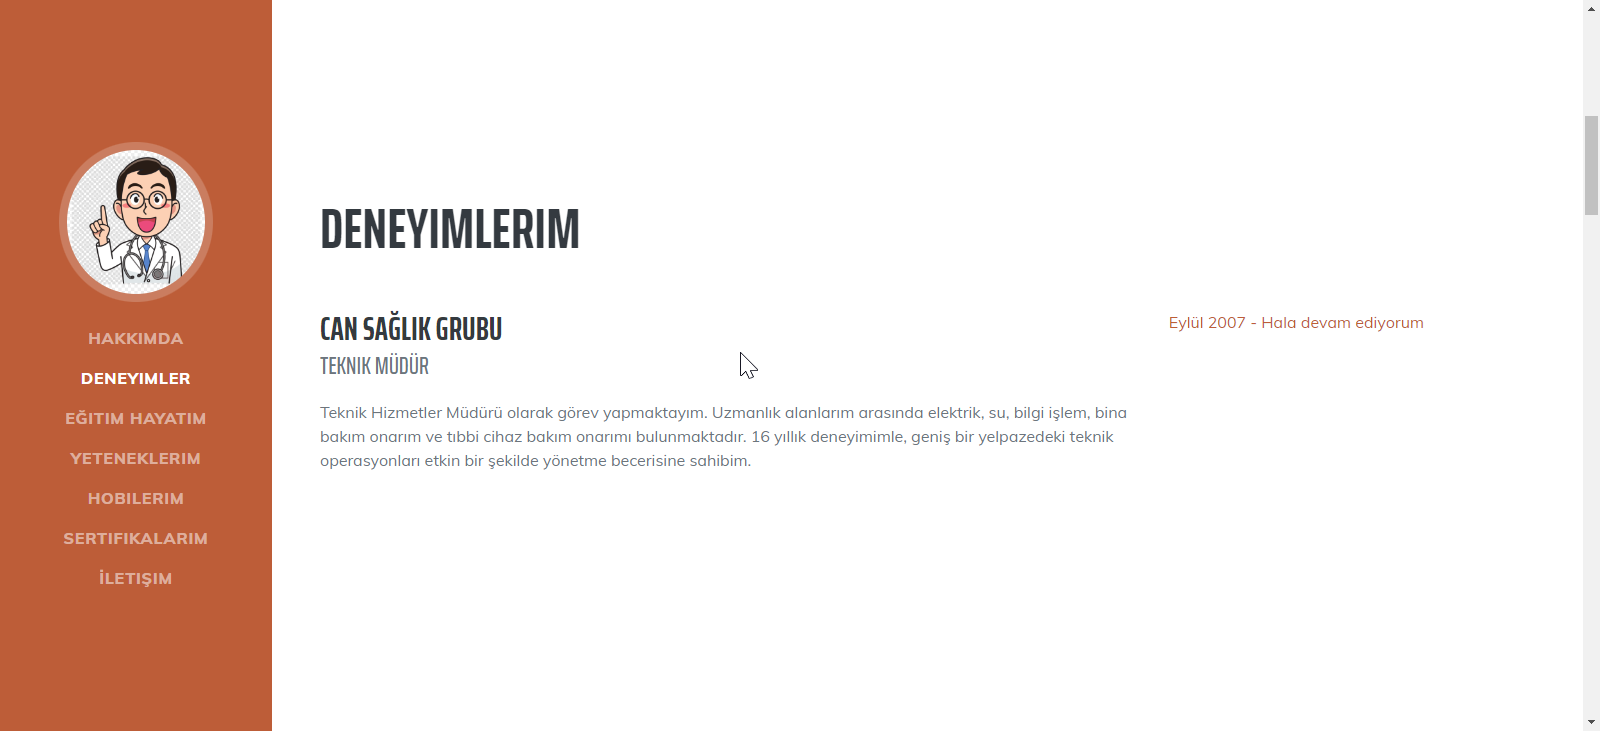 HAKKIMDA
DENEYIMLER
EĞITIM HAYATIM
YETENEKLERIM
HOBILERIM
SERTIFIKALARIM
İLETIŞIM
DENEYIMLERIM
CAN SAĞLIK GRUBU
TEKNIK MÜDÜR
Eylül 2007 - Hala devam ediyorum
Teknik Hizmetler Müdürü olarak görev yapmaktayım. Uzmanlık alanlarım arasında elektrik, su, bilgi işlem, bina
bakım onarım ve tıbbi cihaz bakım onarımı bulunmaktadır. 16 yıllık deneyimimle, geniş bir yelpazedeki teknik
operasyonları etkin bir şekilde yönetme becerisine sahibim.